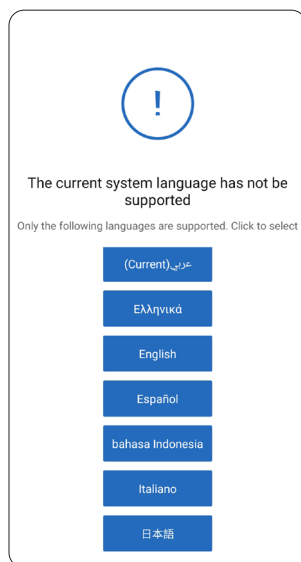 !
The current system language has not be
supported
Only the following languages are supported. Click to select
عربي(Current)
Ελληνικά
English
Español
bahasa Indonesia
Italiano
日本語